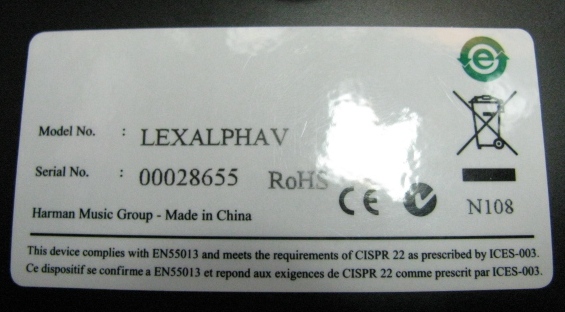 e
Model No. : LEXALPHAV
Serial No. : 00028655 RoHS
CE N108
Harman Music Group - Made in China
This device complies with EN55013 and meets the requirements of CISPR 22 as prescribed by ICES-003.
Ce dispositif se confirme a EN55013 et repond aux exigences de CISPR 22 comme prescrit par ICES-003.